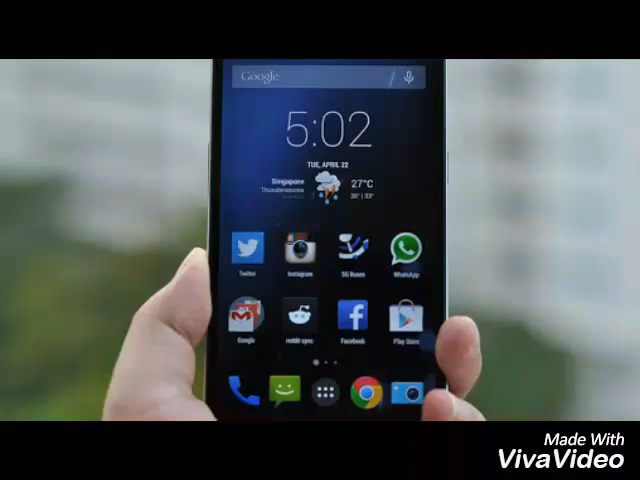 Google
5:02
TUE, APRIL 22
Singapore
Thunderstorms
27°C
26° | 33°
Twitter
Instagram
SG Buses
WhatsApp
Google
reddit sync
Facebook
Play Store
Made With
VivaVideo